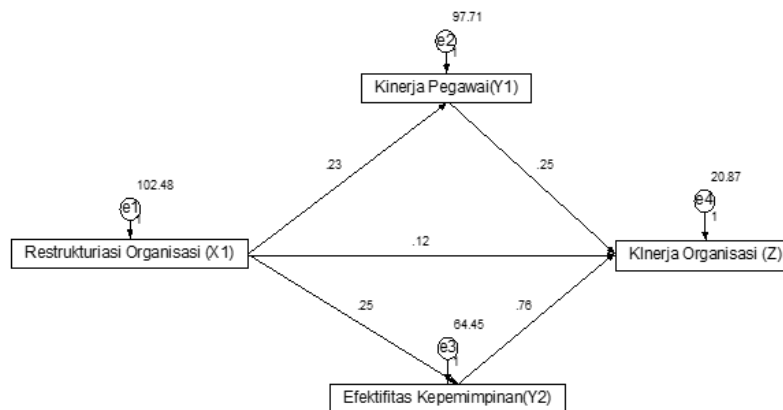 97.71
e2
1
Kinerja Pegawai(Y1)
.23
.25
102.48
e1
1
20.87
e4
1
Restrukturiasi Organisasi (X1)
.12
KInerja Organisasi (Z)
.25
.76
64.45
e3
1
Efektifitas Kepemimpinan(Y2)